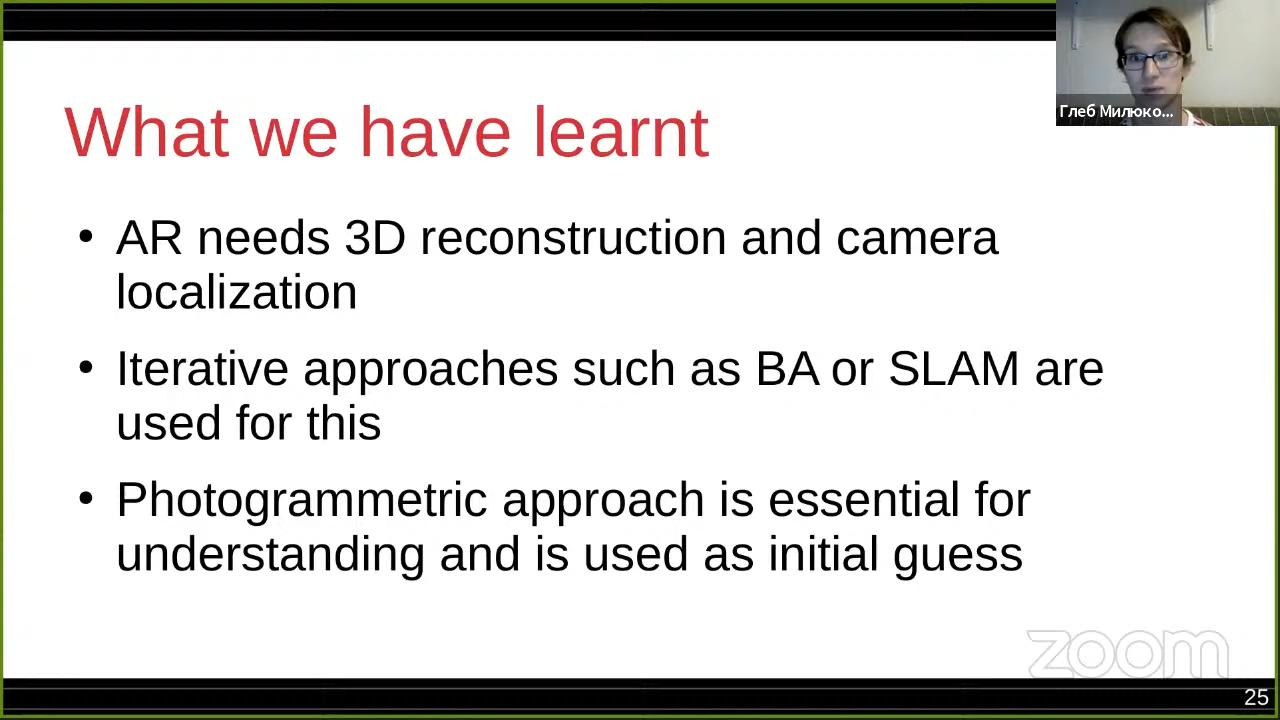 What we have learnt
Глеб Милюко...
• AR needs 3D reconstruction and camera
localization
• Iterative approaches such as BA or SLAM are
used for this
• Photogrammetric approach is essential for
understanding and is used as initial guess
zoom
25